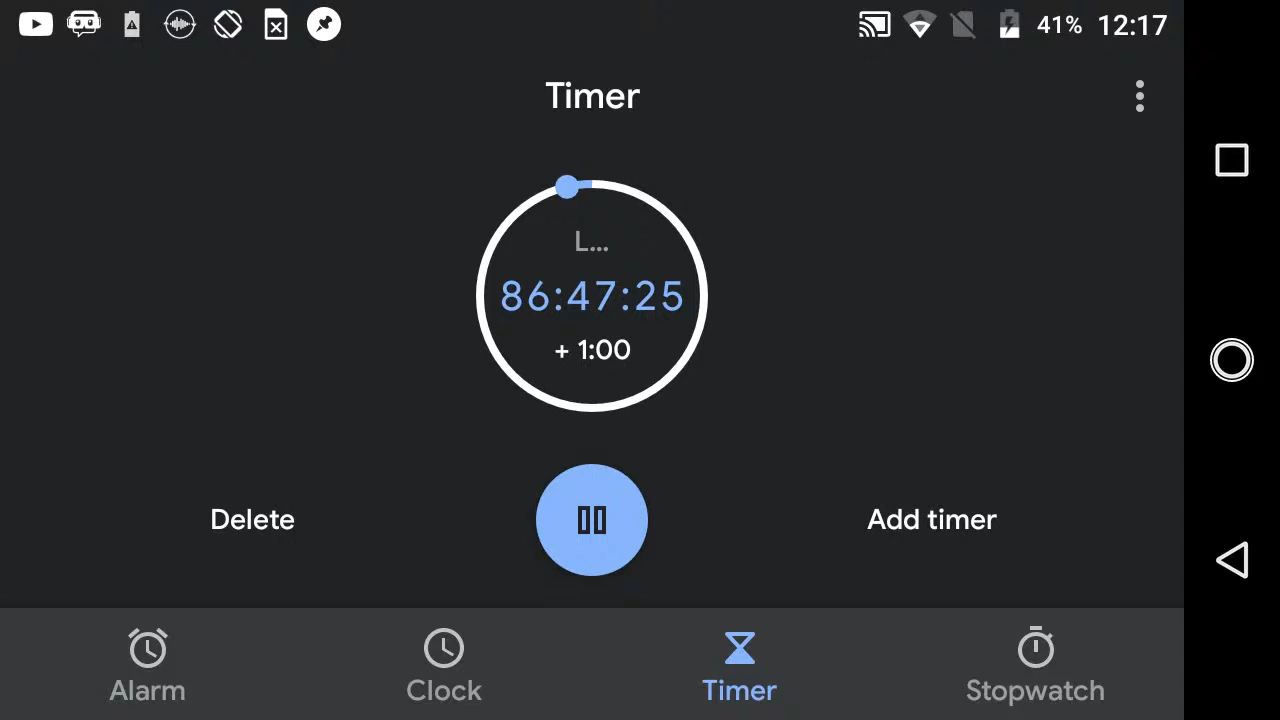 41% 12:17
Timer
L...
86:47:25
+ 1:00
Delete
Add timer
Alarm
Clock
Timer
Stopwatch